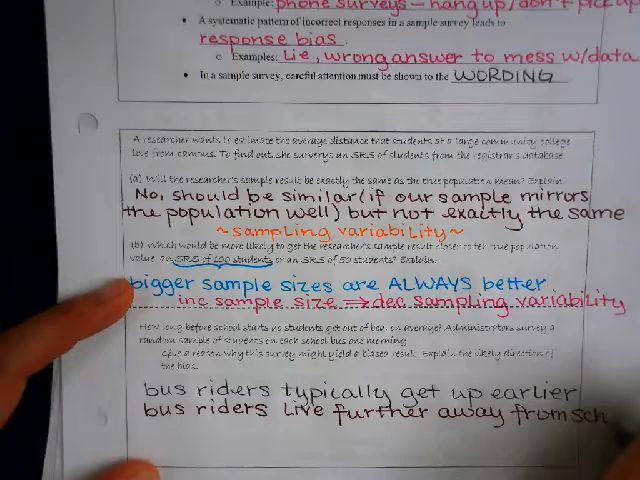 Example: phone surveys - hang up/don't pick up
• A systematic pattern of incorrect responses in a sample survey leads to
response bias.
o Examples: Lie, wrong answer to mess w/data
• In a sample survey, careful attention must be shown to the WORDING
A researcher wants to estimate the average distance that students at a large community college
live from campus. To find out she surveys an SRS of students from the registrar's database.
(a) Will the researcher's sample result be exactly the same as the true population mean? Explain.
No, should be similar (if our sample mirrors
the population well) but not exactly the same
~sampling variability~
(b) Which would be more likely to get the researcher's sample result closer to the true population
value, an SRS of 100 students or an SRS of 50 students? Explain.
bigger sample sizes are ALWAYS better
inc sample size ⇒ dec sampling variability
How long before school starts do students get out of bed, on average? Administrators survey a
random sample of students on each school bus one morning.
Give a reason why this survey might yield a biased result. Explain the likely direction of
the bias.
bus riders typically get up earlier
bus riders live further away from sch